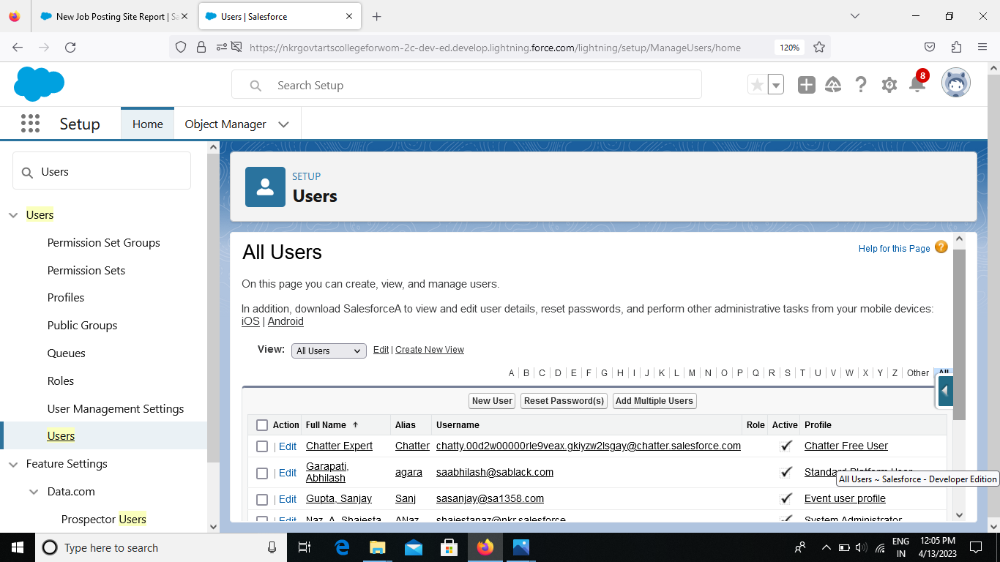 New Job Posting Site Report | Sa
Users | Salesforce
https://nkrgovtartscollegeforwom-2c-dev-ed.develop.lightning.force.com/lightning/setup/ManageUsers/home
120%
Search Setup
8
Setup
Home
Object Manager
Users
SETUP
Users
Users
Permission Set Groups
Permission Sets
Profiles
Public Groups
Queues
Roles
User Management Settings
Users
Feature Settings
Data.com
Prospector Users
All Users
Help for this Page ?
On this page you can create, view, and manage users.
In addition, download SalesforceA to view and edit user details, reset passwords, and perform other administrative tasks from your mobile devices:
iOS | Android
View: All Users Edit | Create New View
A | B | C | D | E | F | G | H | I | J | K | L | M | N | O | P | Q | R | S | T | U | V | W | X | Y | Z | Other All
New User Reset Password(s) Add Multiple Users
Action Full Name Alias Username Role Active Profile
| Edit Chatter Expert Chatter chatty.00d2w00000rle9veax.gkiyzw2lsgay@chatter.salesforce.com Chatter Free User
| Edit Garapati, Abhilash agara saabhilash@sablack.com Standard Platform User
All Users ~ Salesforce - Developer Edition
| Edit Gupta, Sanjay Sanj sasanjay@sa1358.com Event user profile
| Edit Naz, A, Shaiesta ANaz shaiestanaz@nkr.salesforce System Administrator
Type here to search
ENG
IN
12:05 PM
4/13/2023